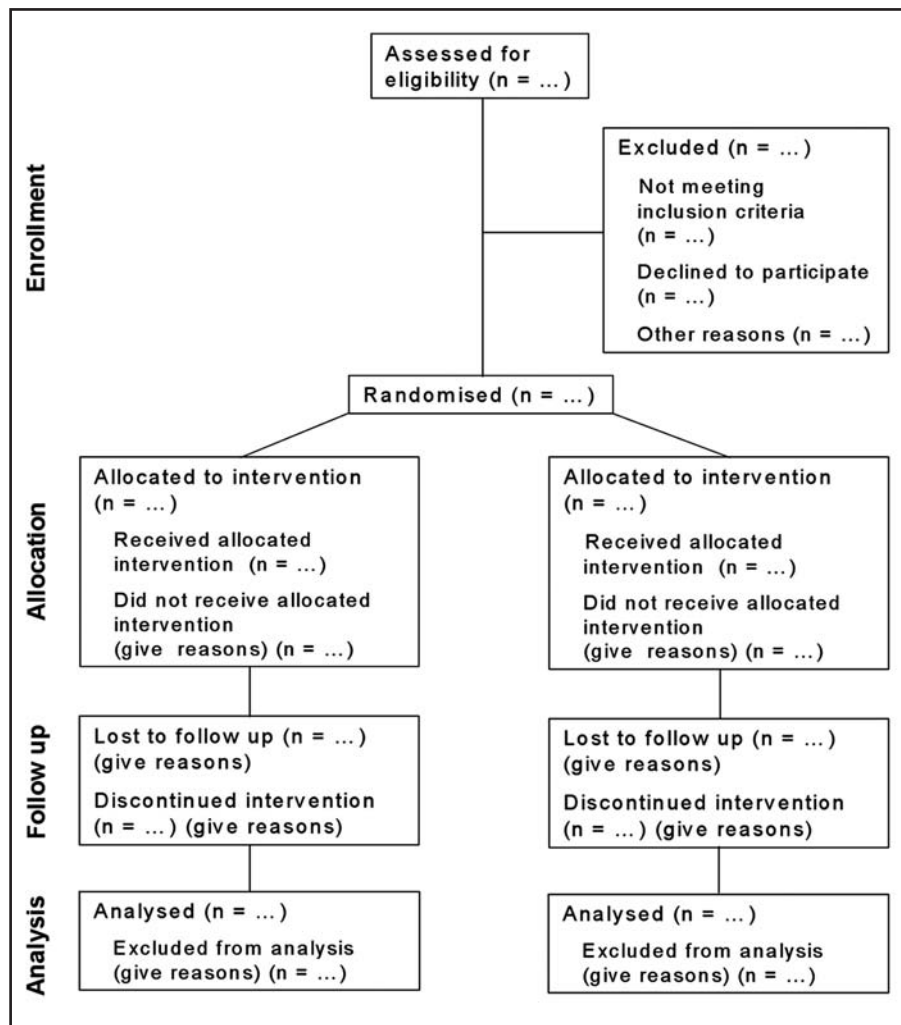 Assessed for
eligibility (n = ...)
Enrollment
Excluded (n = ...)
Not meeting
inclusion criteria
(n = ...)
Declined to participate
(n = ...)
Other reasons (n = ...)
Randomised (n = ...)
Allocation
Allocated to intervention
(n = ...)
Received allocated
intervention (n = ...)
Did not receive allocated
intervention
(give reasons) (n = ...)
Allocated to intervention
(n = ...)
Received allocated
intervention (n = ...)
Did not receive allocated
intervention
(give reasons) (n = ...)
Follow up
Lost to follow up (n = ...)
(give reasons)
Discontinued intervention
(n = ...) (give reasons)
Lost to follow up (n = ...)
(give reasons)
Discontinued intervention
(n = ...) (give reasons)
Analysis
Analysed (n = ...)
Excluded from analysis
(give reasons) (n = ...)
Analysed (n = ...)
Excluded from analysis
(give reasons) (n = ...)